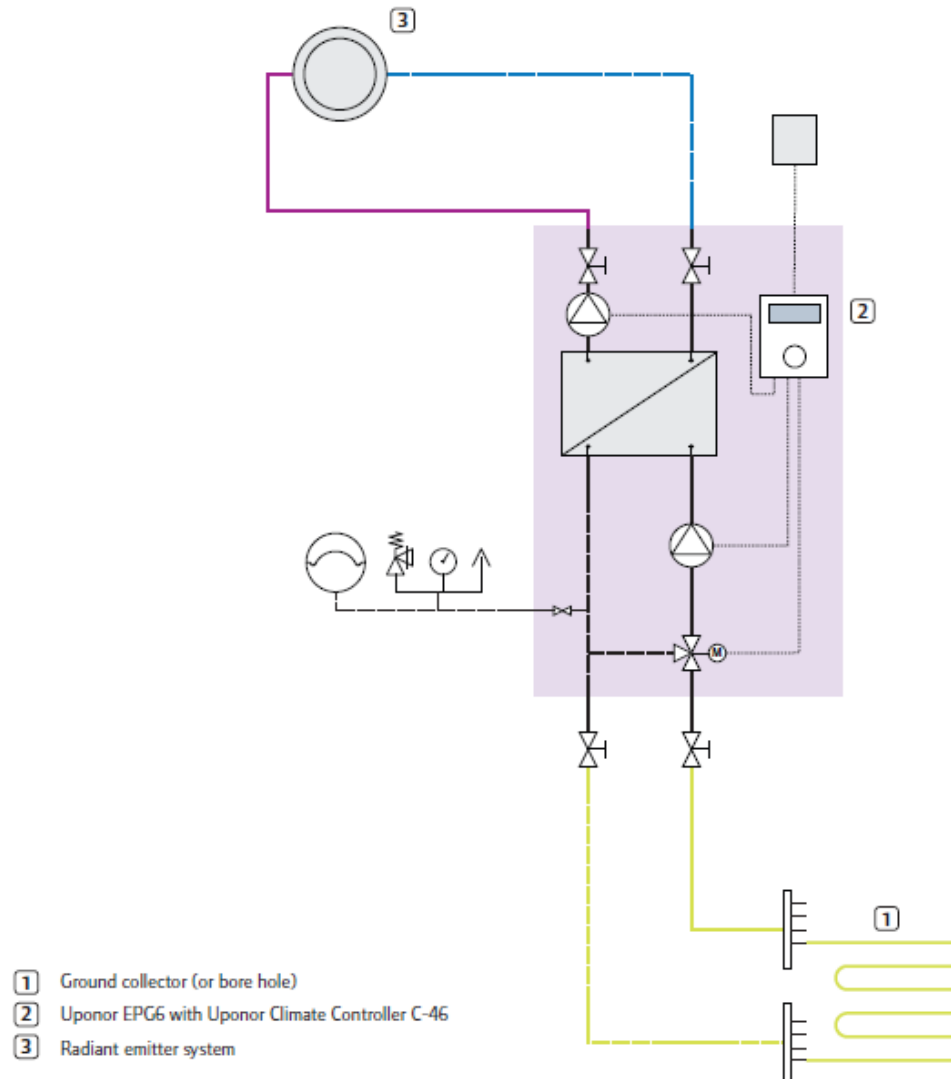 3
2
M
1
1 Ground collector (or bore hole)
2 Uponor EPG6 with Uponor Climate Controller C-46
3 Radiant emitter system